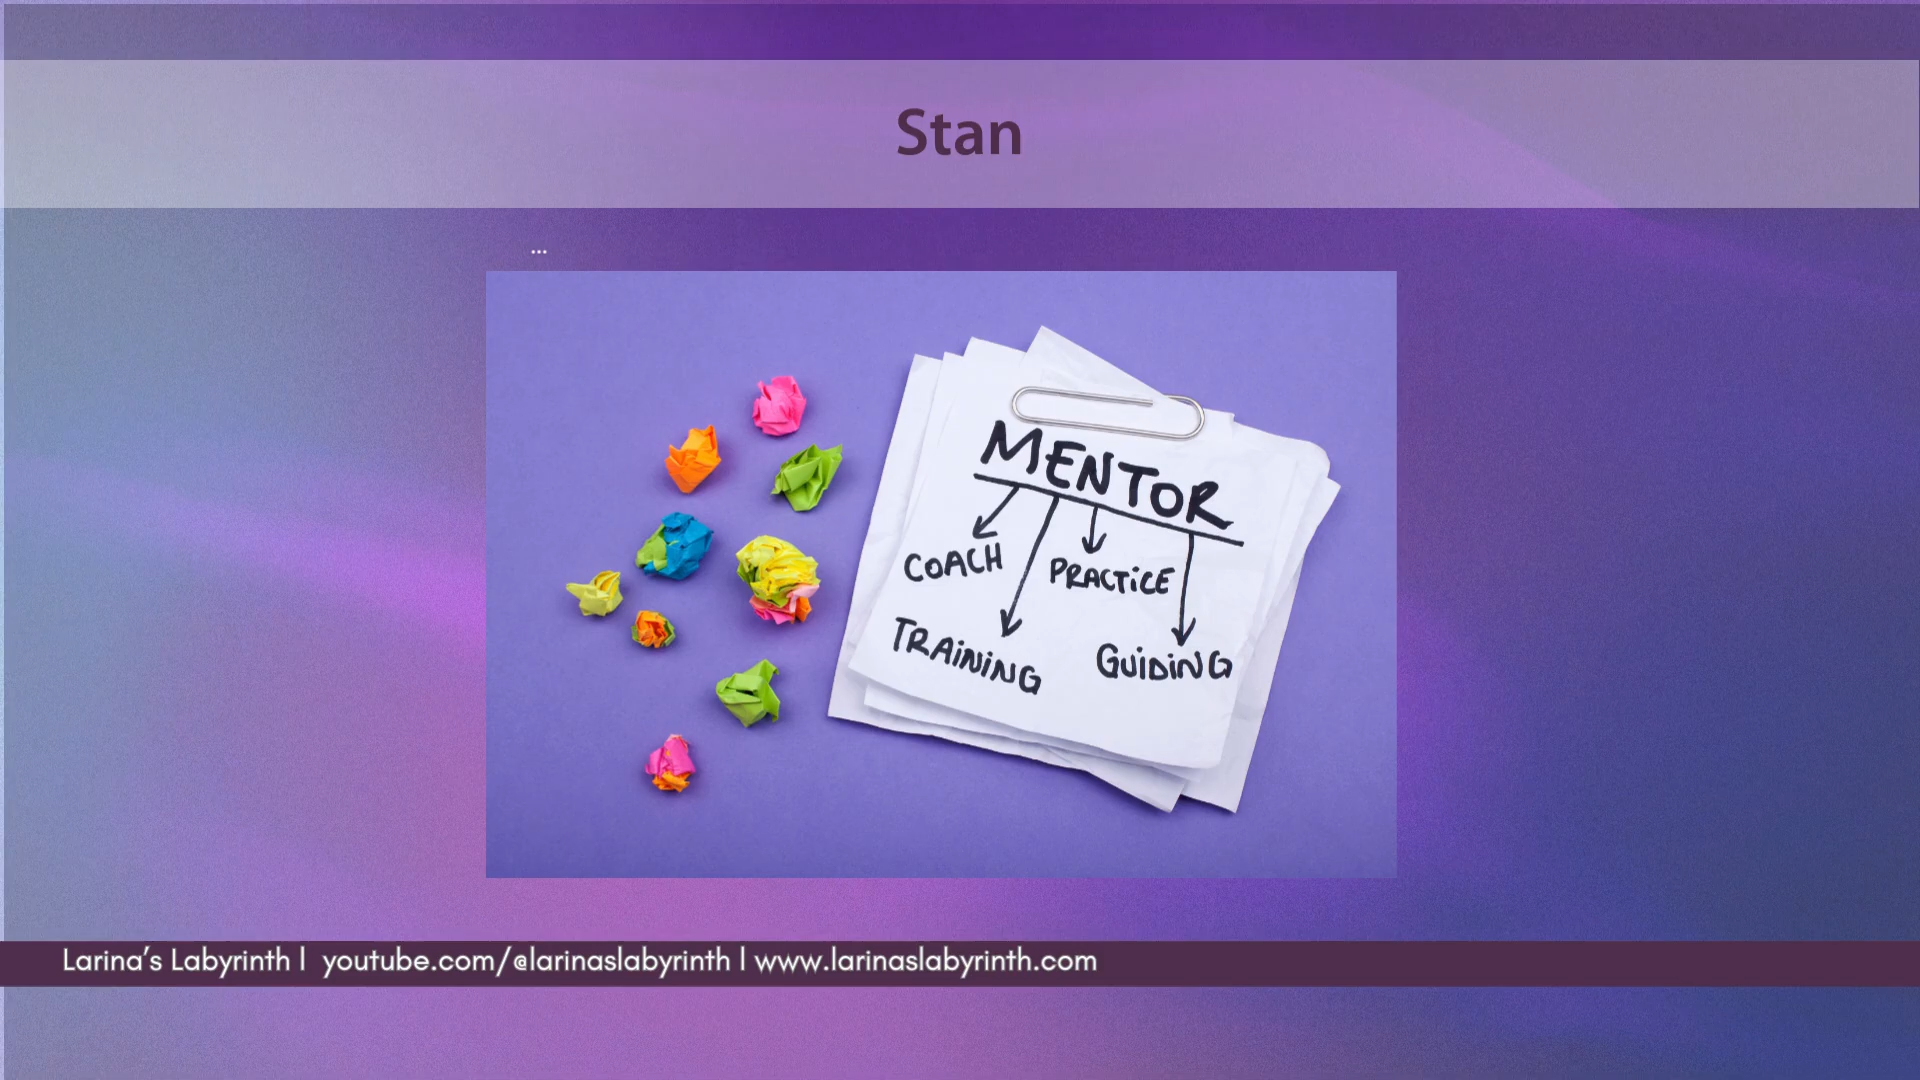 Stan
...
MENTOR
COACH
PRACTiCE
TRAiNiNG
GUiDiNG
Larina’s Labyrinth | youtube.com/@larinaslabyrinth | www.larinaslabyrinth.com